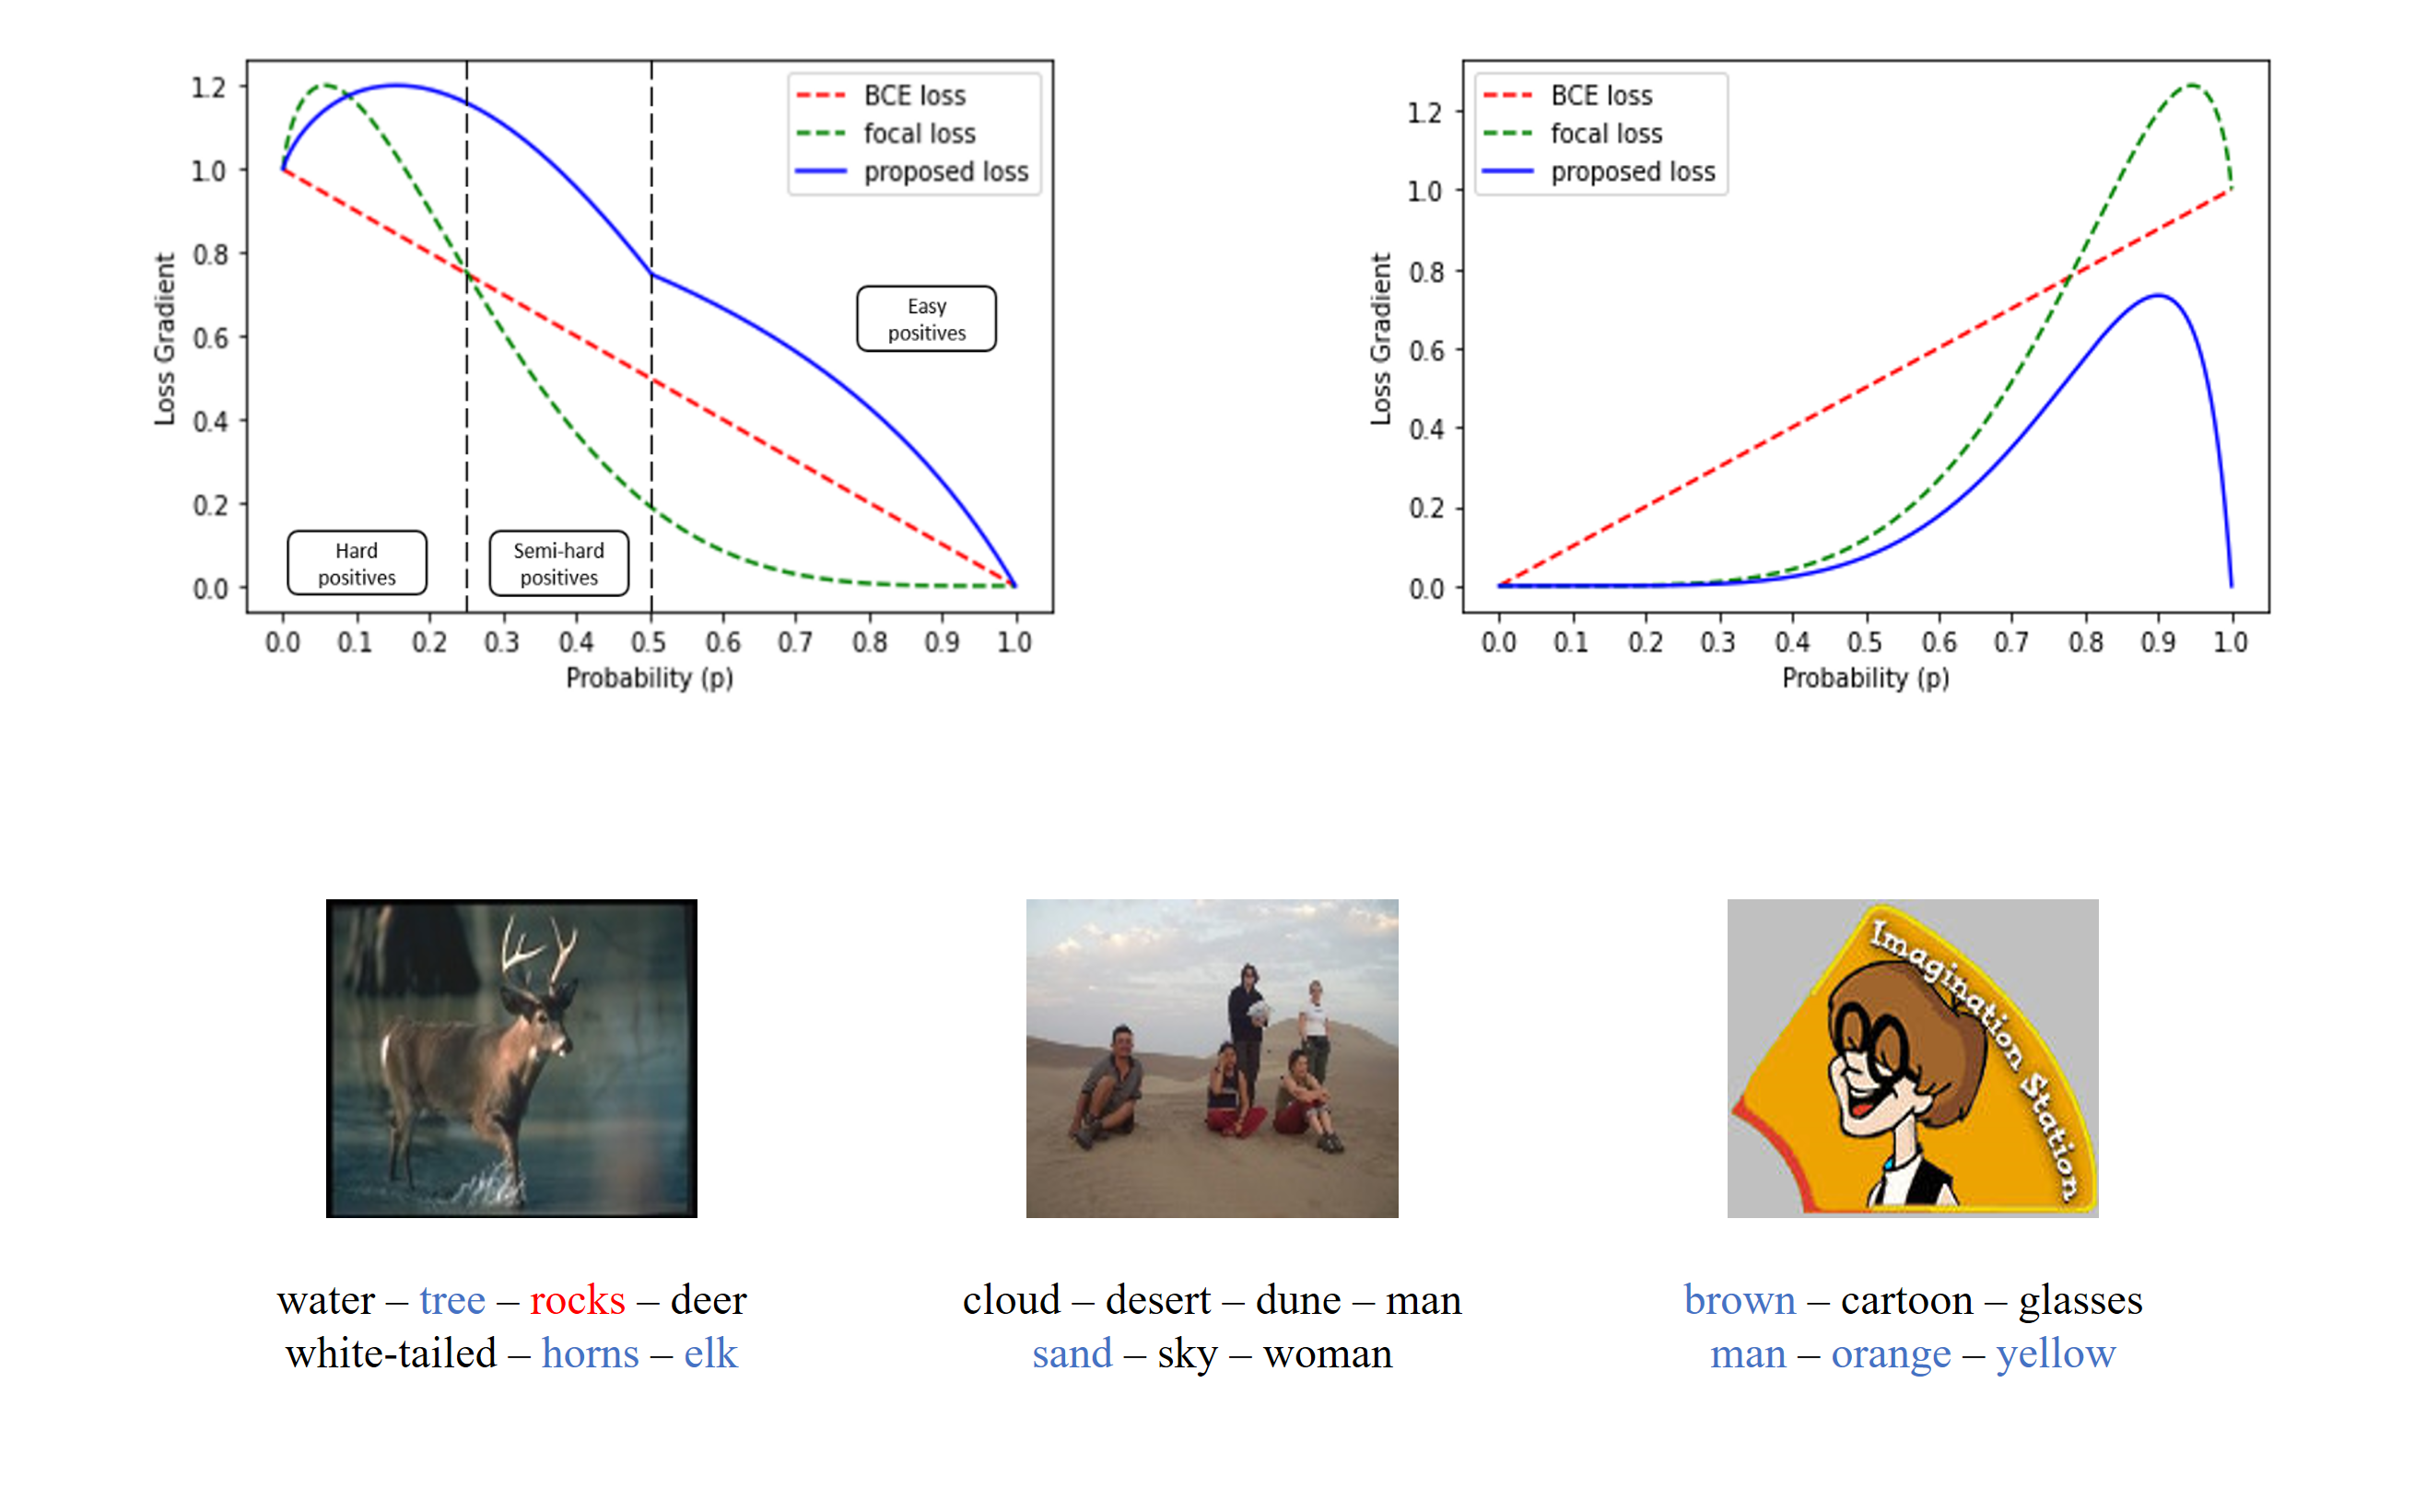 1.2
1.0
0.8
0.6
0.4
0.2
0.0
Loss Gradient
BCE loss
focal loss
proposed loss
Easy
positives
Hard
positives
Semi-hard
positives
0.0 0.1 0.2 0.3 0.4 0.5 0.6 0.7 0.8 0.9 1.0
Probability (p)
1.2
1.0
0.8
0.6
0.4
0.2
0.0
Loss Gradient
BCE loss
focal loss
proposed loss
0.0 0.1 0.2 0.3 0.4 0.5 0.6 0.7 0.8 0.9 1.0
Probability (p)
Imagination Station
water – tree – rocks – deer
white-tailed – horns – elk
cloud – desert – dune – man
sand – sky – woman
brown – cartoon – glasses
man – orange – yellow